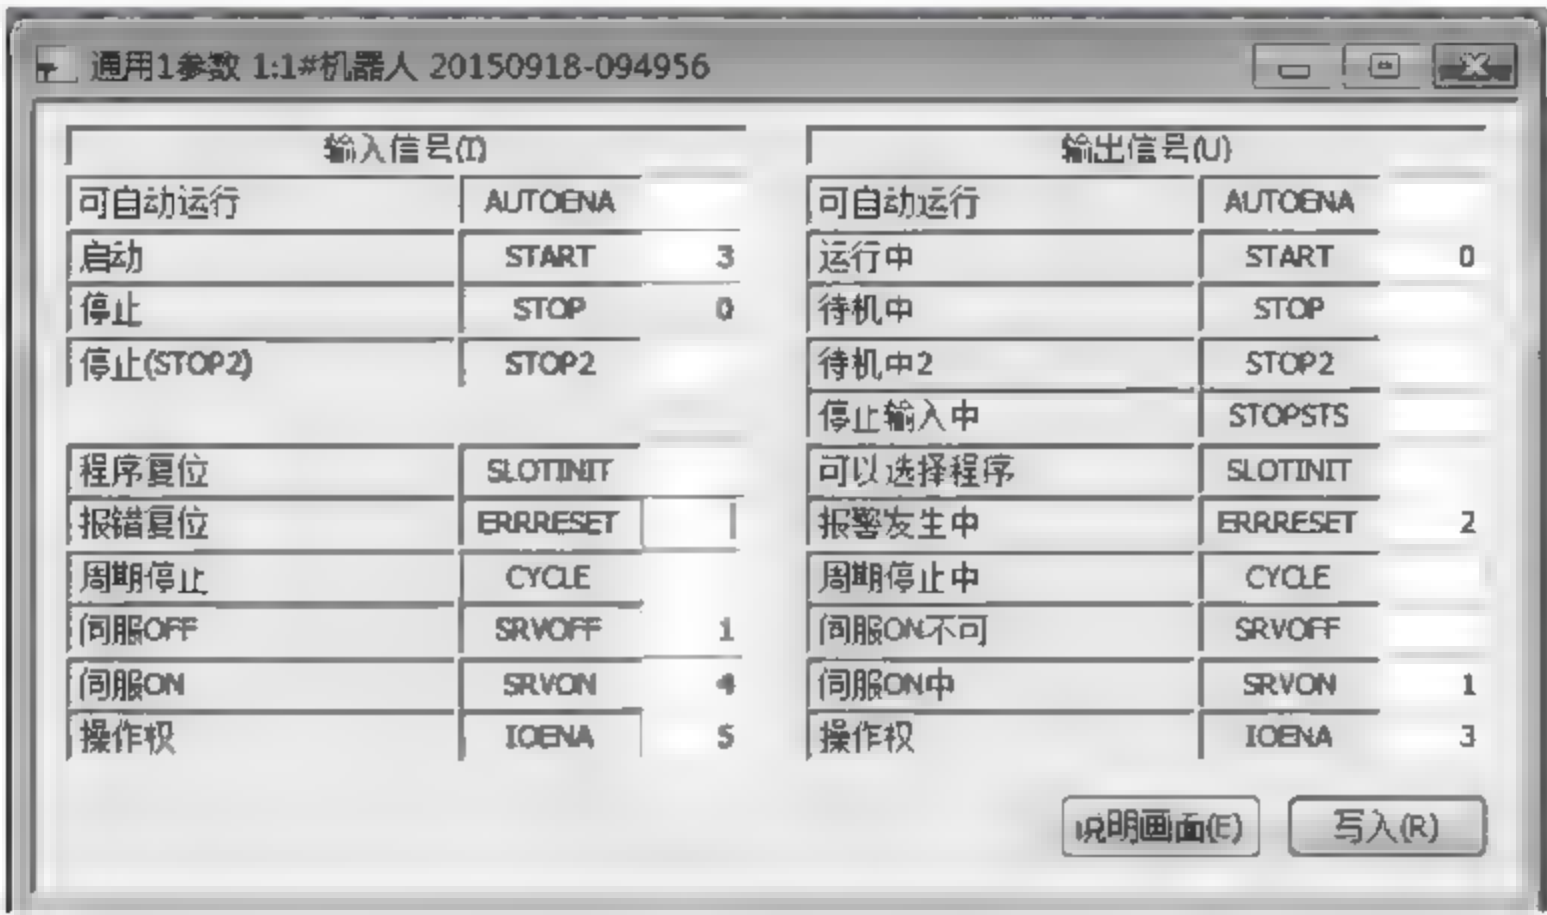 通用1参数 1:1#机器人 20150918-094956
输入信号(I) 输出信号(U)
可自动运行 AUTOENA 可自动运行 AUTOENA
启动 START 3 运行中 START 0
停止 STOP 0 待机中 STOP
停止(STOP2) STOP2 待机中2 STOP2
停止输入中 STOPSTS
程序复位 SLOTINIT 可以选择程序 SLOTINIT
报错复位 ERRRESET 报警发生中 ERRRESET 2
周期停止 CYCLE 周期停止中 CYCLE
伺服OFF SRVOFF 1 伺服ON不可 SRVOFF
伺服ON SRVON 4 伺服ON中 SRVON 1
操作权 IOENA 5 操作权 IOENA 3
说明画面(E) 写入(R)